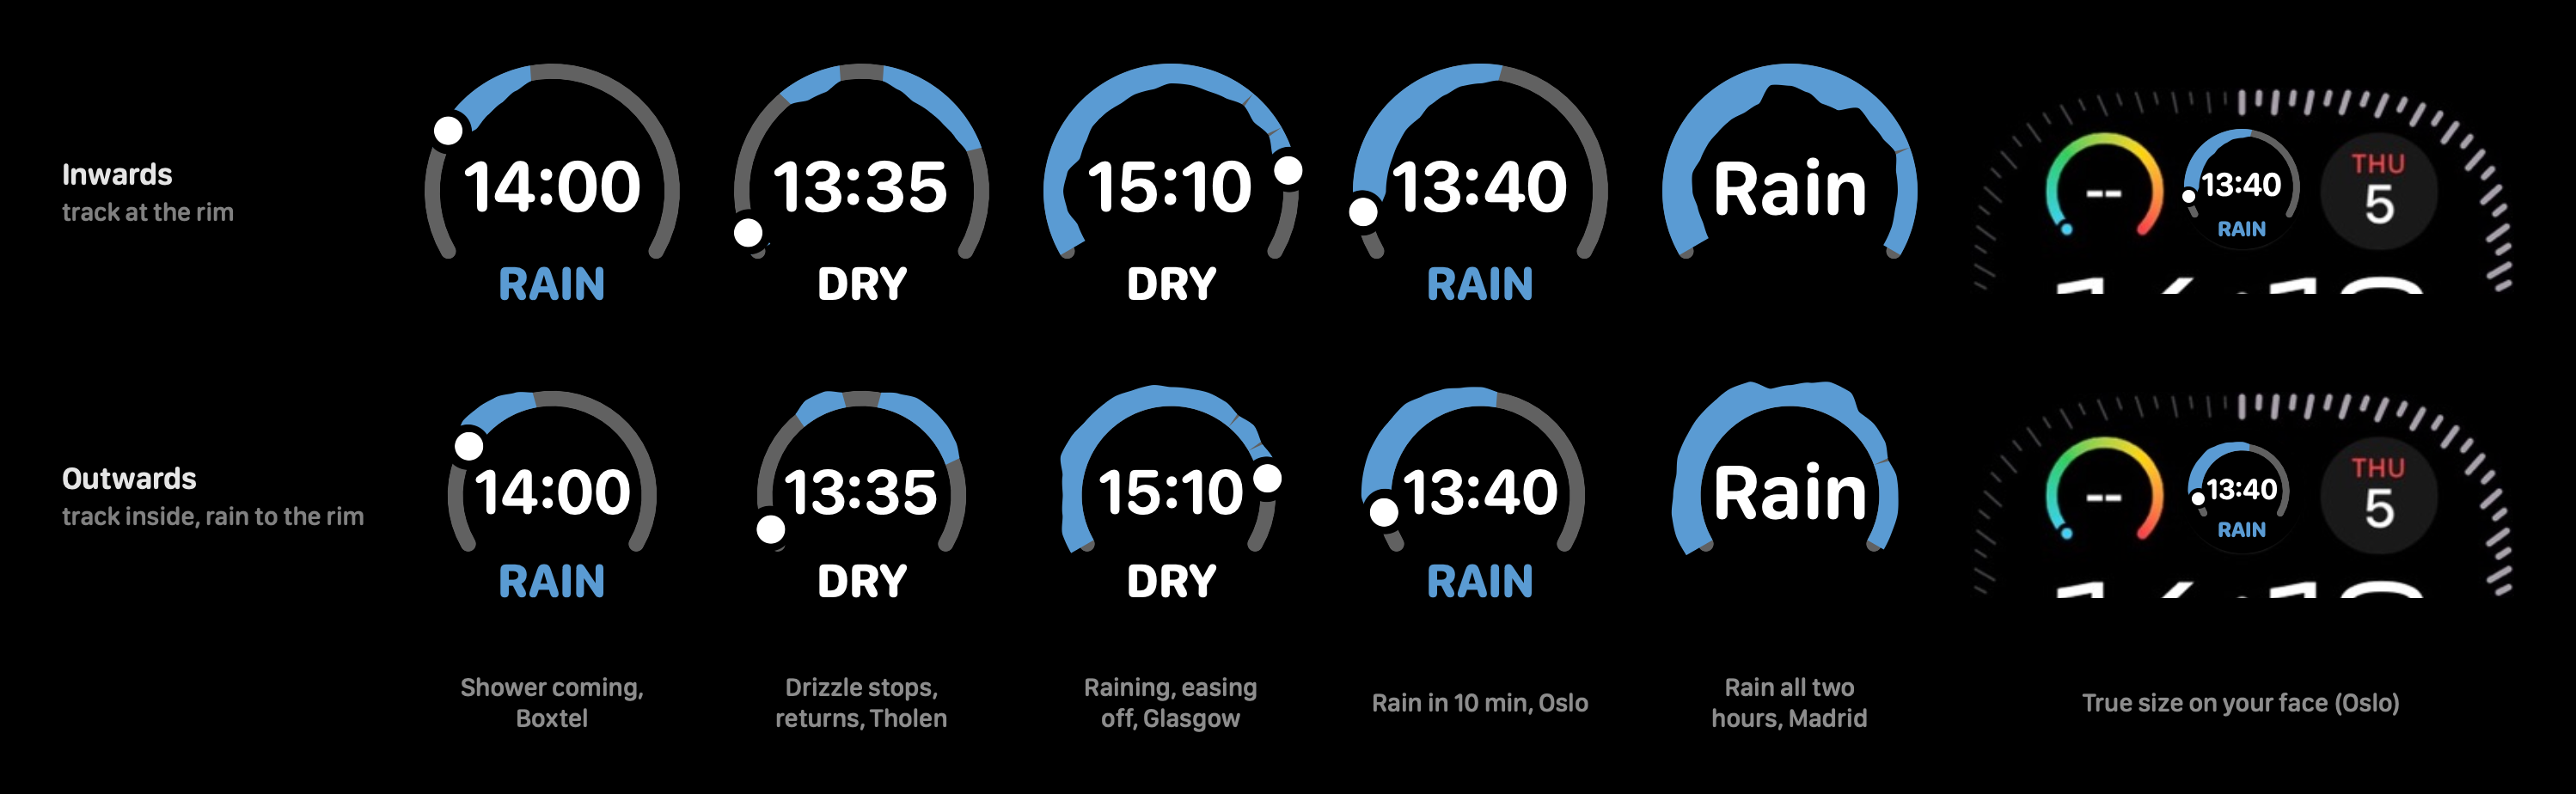 Inwards
track at the rim
14:00
RAIN
13:35
DRY
15:10
DRY
13:40
RAIN
Rain
--
13:40
RAIN
THU
5
Outwards
track inside, rain to the rim
14:00
RAIN
13:35
DRY
15:10
DRY
13:40
RAIN
Rain
--
13:40
RAIN
THU
5
Shower coming,
Boxtel
Drizzle stops,
returns, Tholen
Raining, easing
off, Glasgow
Rain in 10 min, Oslo
Rain all two
hours, Madrid
True size on your face (Oslo)